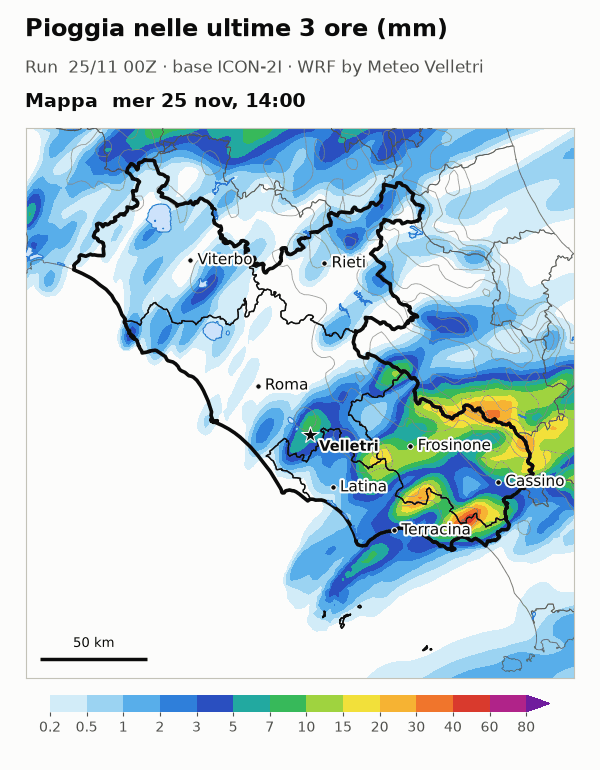 Pioggia nelle ultime 3 ore (mm)
Run  25/11 00Z · base ICON-2I · WRF by Meteo Velletri
Mappa  mer 25 nov, 14:00
Viterbo
Rieti
Roma
Velletri
Frosinone
Latina
Cassino
Terracina
50 km
0.2 0.5 1 2 3 5 7 10 15 20 30 40 60 80